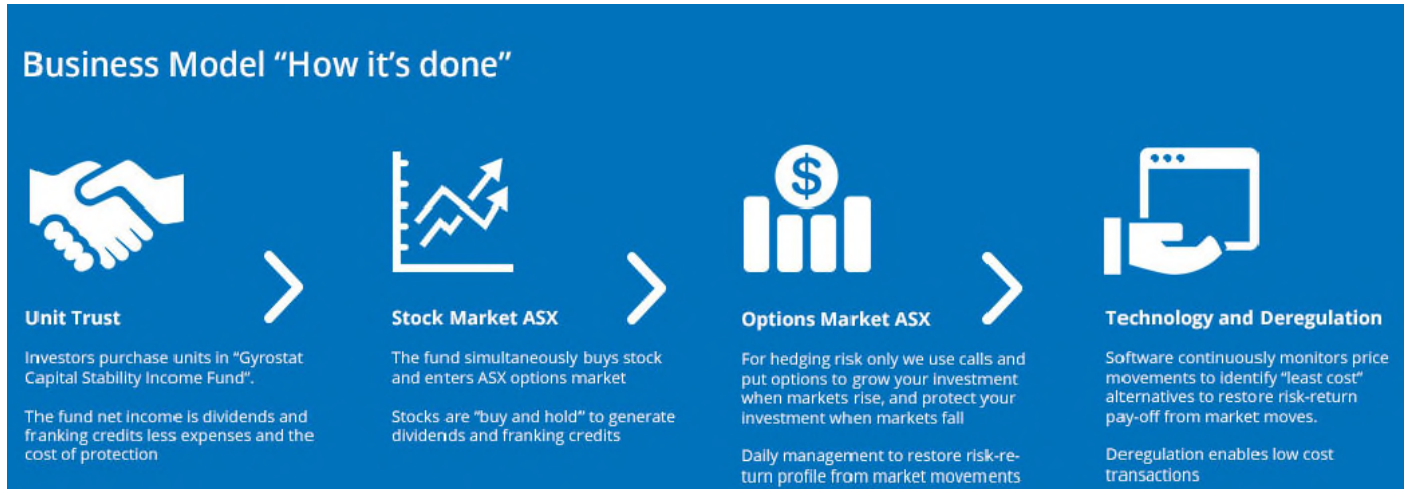 Business Model “How it’s done”
Unit Trust
Investors purchase units in “Gyrostat
Capital Stability Income Fund”.
The fund net income is dividends and
franking credits less expenses and the
cost of protection
Stock Market ASX
The fund simultaneously buys stock
and enters ASX options market
Stocks are “buy and hold” to generate
dividends and franking credits
$
Options Market ASX
For hedging risk only we use calls and
put options to grow your investment
when markets rise, and protect your
investment when markets fall
Daily management to restore risk-re-
turn profile from market movements
Technology and Deregulation
Software continuously monitors price
movements to identify “least cost”
alternatives to restore risk-return
pay-off from market moves.
Deregulation enables low cost
transactions